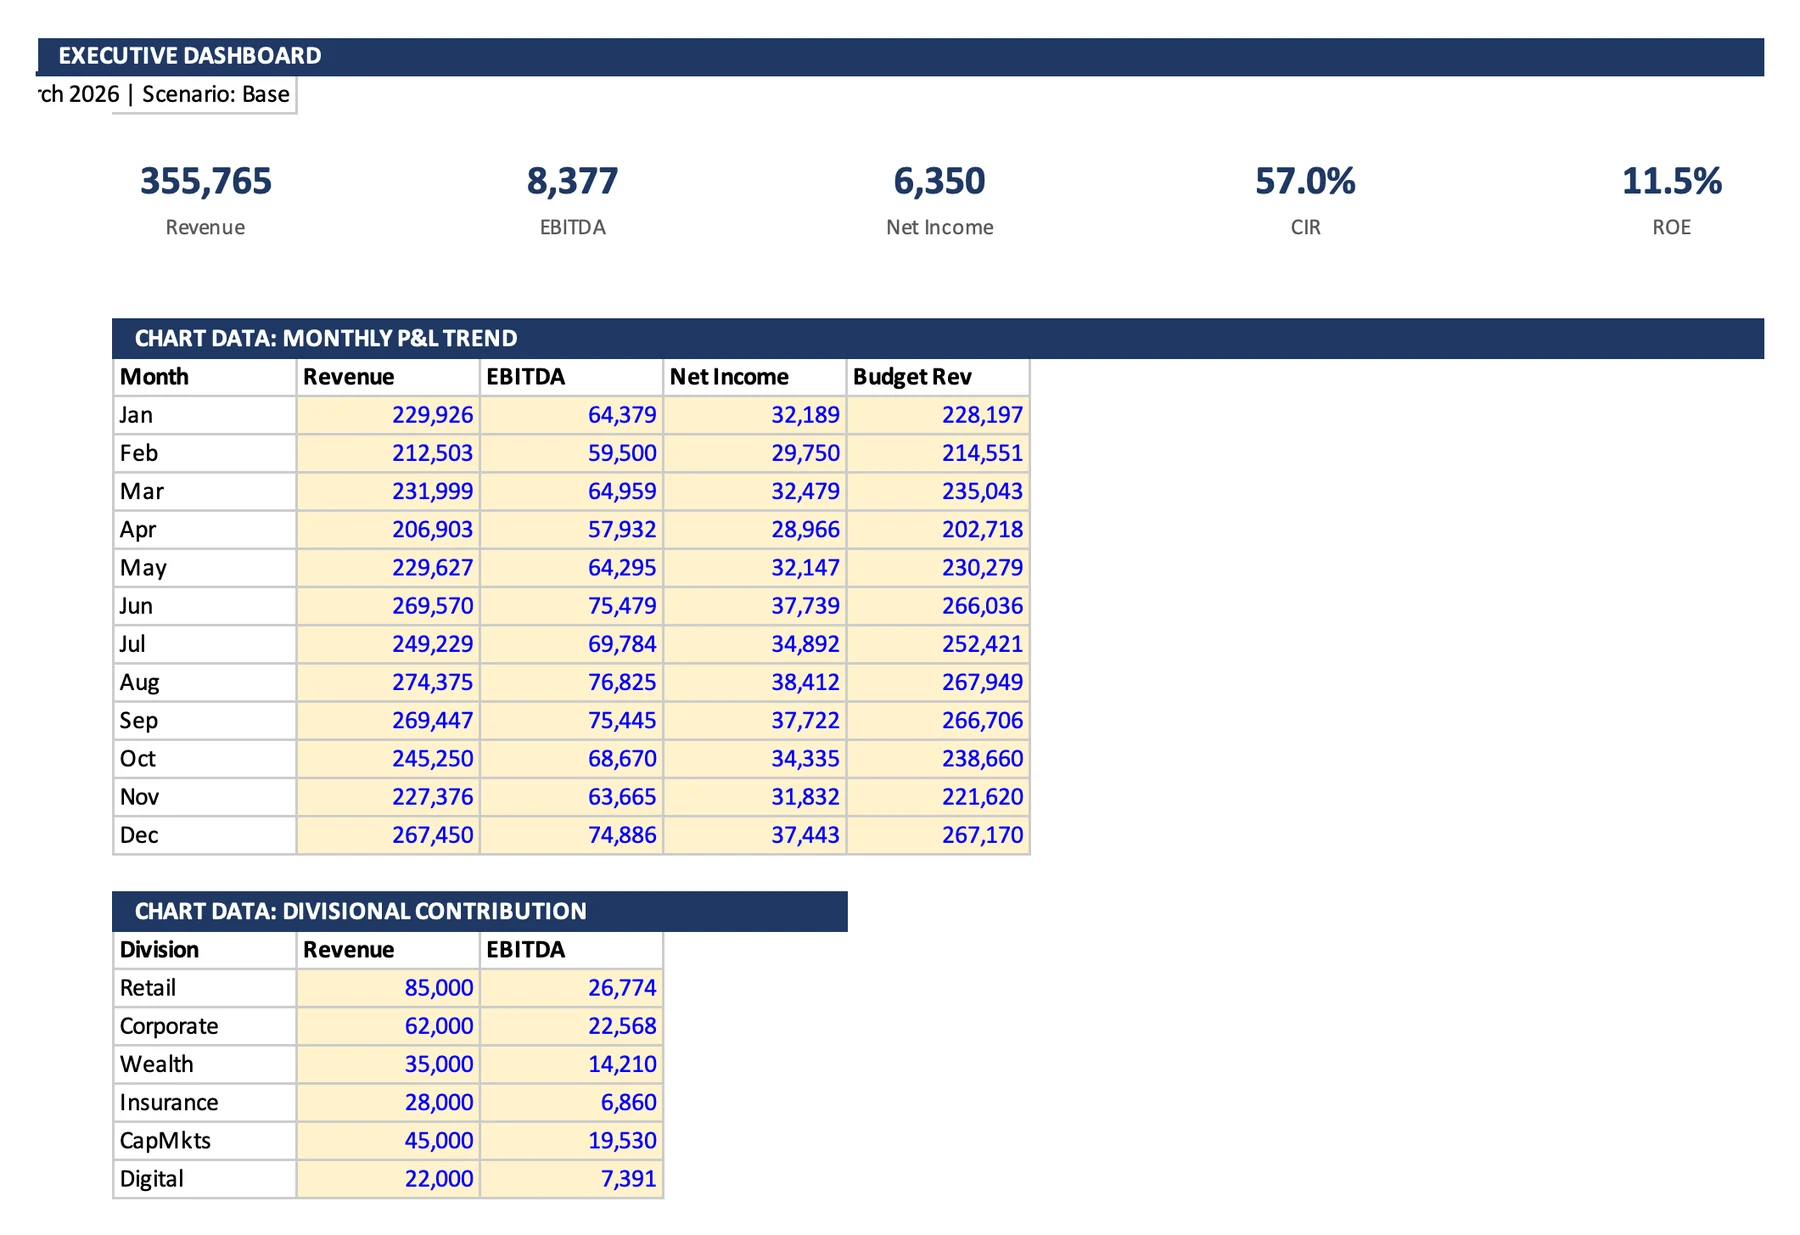 EXECUTIVE DASHBOARD
2026 | Scenario: Base
355,765 8,377 6,350 57.0% 11.5%
Revenue EBITDA Net Income CIR ROE
CHART DATA: MONTHLY P&L TREND
Month Revenue EBITDA Net Income Budget Rev
Jan 229,926 64,379 32,189 228,197
Feb 212,503 59,500 29,750 214,551
Mar 231,999 64,959 32,479 235,043
Apr 206,903 57,932 28,966 202,718
May 229,627 64,295 32,147 230,279
Jun 269,570 75,479 37,739 266,036
Jul 249,229 69,784 34,892 252,421
Aug 274,375 76,825 38,412 267,949
Sep 269,447 75,445 37,722 266,706
Oct 245,250 68,670 34,335 238,660
Nov 227,376 63,665 31,832 221,620
Dec 267,450 74,886 37,443 267,170
CHART DATA: DIVISIONAL CONTRIBUTION
Division Revenue EBITDA
Retail 85,000 26,774
Corporate 62,000 22,568
Wealth 35,000 14,210
Insurance 28,000 6,860
CapMkts 45,000 19,530
Digital 22,000 7,391